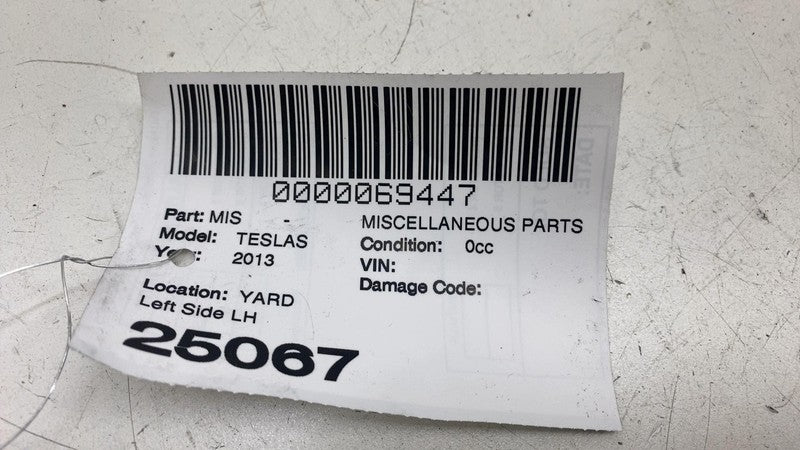 0000069447
Part: MIS - MISCELLANEOUS PARTS
Model: TESLAS Condition: 0cc
2013 VIN:
Damage Code:
Location: YARD
Left Side LH
25067
DATE: